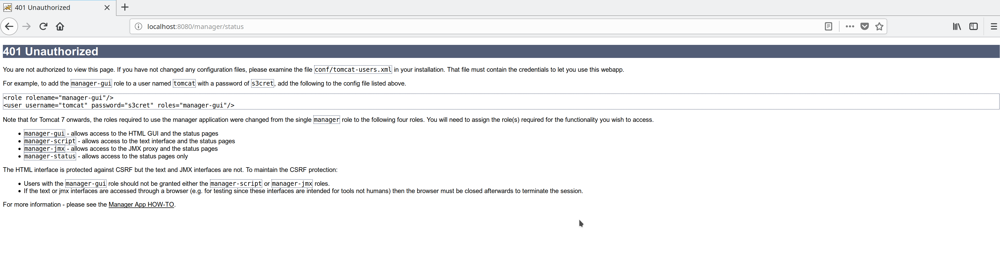 401 Unauthorized
localhost:8080/manager/status
401 Unauthorized
You are not authorized to view this page. If you have not changed any configuration files, please examine the file conf/tomcat-users.xml in your installation. That file must contain the credentials to let you use this webapp.
For example, to add the manager-gui role to a user named tomcat with a password of s3cret, add the following to the config file listed above.
<role rolename="manager-gui"/>
<user username="tomcat" password="s3cret" roles="manager-gui"/>
Note that for Tomcat 7 onwards, the roles required to use the manager application were changed from the single manager role to the following four roles. You will need to assign the role(s) required for the functionality you wish to access.
• manager-gui - allows access to the HTML GUI and the status pages
• manager-script - allows access to the text interface and the status pages
• manager-jmx - allows access to the JMX proxy and the status pages
• manager-status - allows access to the status pages only
The HTML interface is protected against CSRF but the text and JMX interfaces are not. To maintain the CSRF protection:
• Users with the manager-gui role should not be granted either the manager-script or manager-jmx roles.
• If the text or jmx interfaces are accessed through a browser (e.g. for testing since these interfaces are intended for tools not humans) then the browser must be closed afterwards to terminate the session.
For more information - please see the Manager App HOW-TO.